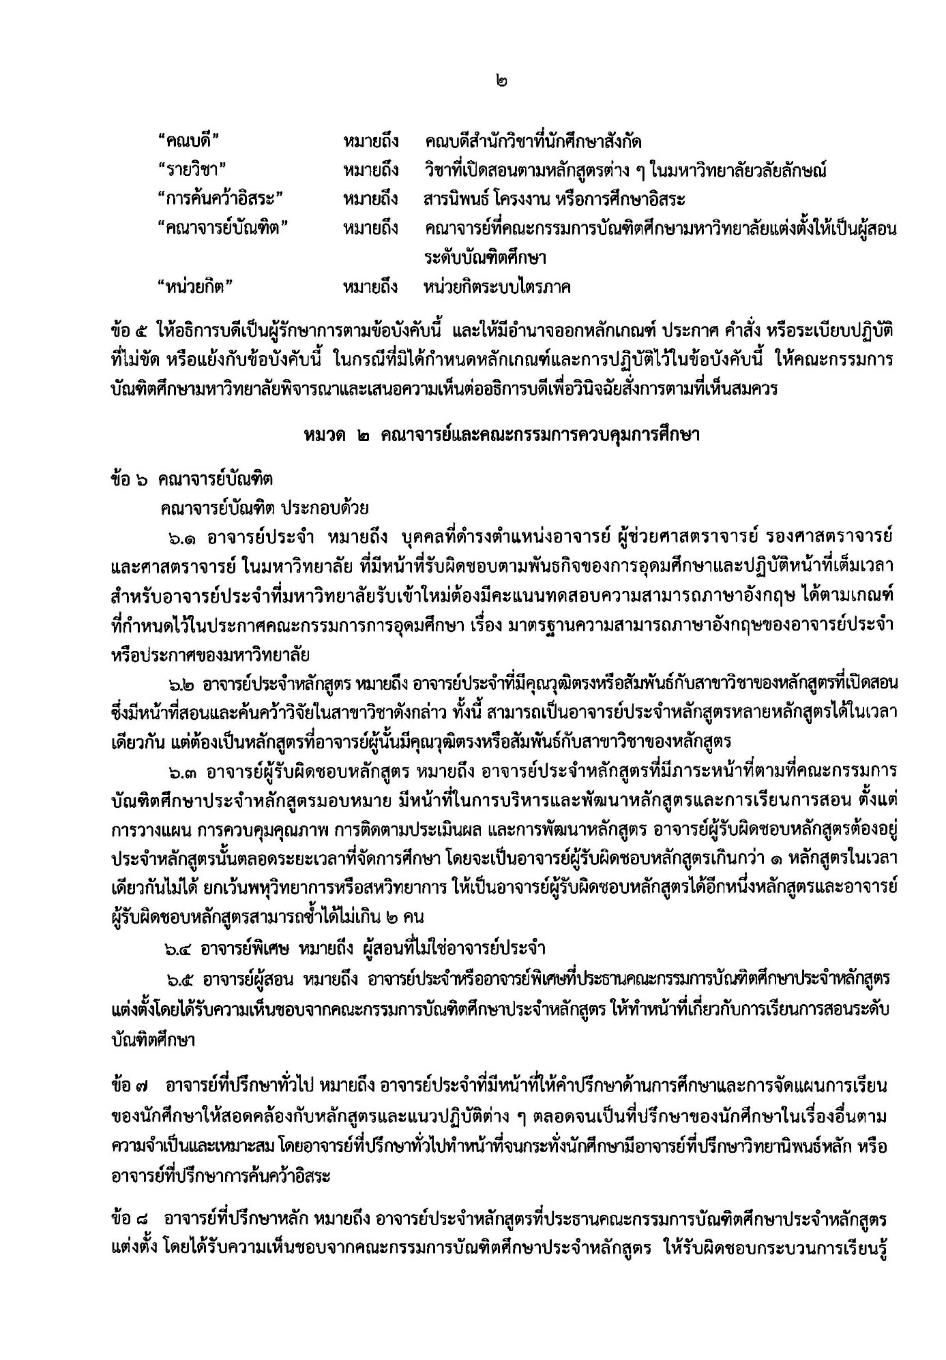 ๒
“คณบดี” หมายถึง คณบดีสำนักวิชาที่นักศึกษาสังกัด
“รายวิชา” หมายถึง วิชาที่เปิดสอนตามหลักสูตรต่าง ๆ ในมหาวิทยาลัยวลัยลักษณ์
“การค้นคว้าอิสระ” หมายถึง สารนิพนธ์ โครงงาน หรือการศึกษาอิสระ
“คณาจารย์บัณฑิต” หมายถึง คณาจารย์ที่คณะกรรมการบัณฑิตศึกษามหาวิทยาลัยแต่งตั้งให้เป็นผู้สอน
ระดับบัณฑิตศึกษา
“หน่วยกิต” หมายถึง หน่วยกิตระบบไตรภาค
ข้อ ๕ ให้อธิการบดีเป็นผู้รักษาการตามข้อบังคับนี้ และให้มีอำนาจออกหลักเกณฑ์ ประกาศ คำสั่ง หรือระเบียบปฏิบัติ
ที่ไม่ขัด หรือแย้งกับข้อบังคับนี้ ในกรณีที่มิได้กำหนดหลักเกณฑ์และการปฏิบัติไว้ในข้อบังคับนี้ ให้คณะกรรมการ
บัณฑิตศึกษามหาวิทยาลัยพิจารณาและเสนอความเห็นต่ออธิการบดีเพื่อวินิจฉัยสั่งการตามที่เห็นสมควร
หมวด ๒ คณาจารย์และคณะกรรมการควบคุมการศึกษา
ข้อ ๖ คณาจารย์บัณฑิต
คณาจารย์บัณฑิต ประกอบด้วย
๖.๑ อาจารย์ประจำ หมายถึง บุคคลที่ดำรงตำแหน่งอาจารย์ ผู้ช่วยศาสตราจารย์ รองศาสตราจารย์
และศาสตราจารย์ ในมหาวิทยาลัย ที่มีหน้าที่รับผิดชอบตามพันธกิจของการอุดมศึกษาและปฏิบัติหน้าที่เต็มเวลา
สำหรับอาจารย์ประจำที่มหาวิทยาลัยรับเข้าใหม่ต้องมีคะแนนทดสอบความสามารถภาษาอังกฤษ ได้ตามเกณฑ์
ที่กำหนดไว้ในประกาศคณะกรรมการการอุดมศึกษา เรื่อง มาตรฐานความสามารถภาษาอังกฤษของอาจารย์ประจำ
หรือประกาศของมหาวิทยาลัย
๖.๒ อาจารย์ประจำหลักสูตร หมายถึง อาจารย์ประจำที่มีคุณวุฒิตรงหรือสัมพันธ์กับสาขาวิชาของหลักสูตรที่เปิดสอน
ซึ่งมีหน้าที่สอนและค้นคว้าวิจัยในสาขาวิชาดังกล่าว ทั้งนี้ สามารถเป็นอาจารย์ประจำหลักสูตรหลายหลักสูตรได้ในเวลา
เดียวกัน แต่ต้องเป็นหลักสูตรที่อาจารย์ผู้นั้นมีคุณวุฒิตรงหรือสัมพันธ์กับสาขาวิชาของหลักสูตร
๖.๓ อาจารย์ผู้รับผิดชอบหลักสูตร หมายถึง อาจารย์ประจำหลักสูตรที่มีภาระหน้าที่ตามที่คณะกรรมการ
บัณฑิตศึกษาประจำหลักสูตรมอบหมาย มีหน้าที่ในการบริหารและพัฒนาหลักสูตรและการเรียนการสอน ตั้งแต่
การวางแผน การควบคุมคุณภาพ การติดตามประเมินผล และการพัฒนาหลักสูตร อาจารย์ผู้รับผิดชอบหลักสูตรต้องอยู่
ประจำหลักสูตรนั้นตลอดระยะเวลาที่จัดการศึกษา โดยจะเป็นอาจารย์ผู้รับผิดชอบหลักสูตรเกินกว่า ๑ หลักสูตรในเวลา
เดียวกันไม่ได้ ยกเว้นพหุวิทยาการหรือสหวิทยาการ ให้เป็นอาจารย์ผู้รับผิดชอบหลักสูตรได้อีกหนึ่งหลักสูตรและอาจารย์
ผู้รับผิดชอบหลักสูตรสามารถซ้ำได้ไม่เกิน ๒ คน
๖.๔ อาจารย์พิเศษ หมายถึง ผู้สอนที่ไม่ใช่อาจารย์ประจำ
๖.๕ อาจารย์ผู้สอน หมายถึง อาจารย์ประจำหรืออาจารย์พิเศษที่ประธานคณะกรรมการบัณฑิตศึกษาประจำหลักสูตร
แต่งตั้งโดยได้รับความเห็นชอบจากคณะกรรมการบัณฑิตศึกษาประจำหลักสูตร ให้ทำหน้าที่เกี่ยวกับการเรียนการสอนระดับ
บัณฑิตศึกษา
ข้อ ๗ อาจารย์ที่ปรึกษาทั่วไป หมายถึง อาจารย์ประจำที่มีหน้าที่ให้คำปรึกษาด้านการศึกษาและการจัดแผนการเรียน
ของนักศึกษาให้สอดคล้องกับหลักสูตรและแนวปฏิบัติต่าง ๆ ตลอดจนเป็นที่ปรึกษาของนักศึกษาในเรื่องอื่นตาม
ความจำเป็นและเหมาะสม โดยอาจารย์ที่ปรึกษาทั่วไปทำหน้าที่จนกระทั่งนักศึกษามีอาจารย์ที่ปรึกษาวิทยานิพนธ์หลัก หรือ
อาจารย์ที่ปรึกษาการค้นคว้าอิสระ
ข้อ ๘ อาจารย์ที่ปรึกษาหลัก หมายถึง อาจารย์ประจำหลักสูตรที่ประธานคณะกรรมการบัณฑิตศึกษาประจำหลักสูตร
แต่งตั้ง โดยได้รับความเห็นชอบจากคณะกรรมการบัณฑิตศึกษาประจำหลักสูตร ให้รับผิดชอบกระบวนการเรียนรู้